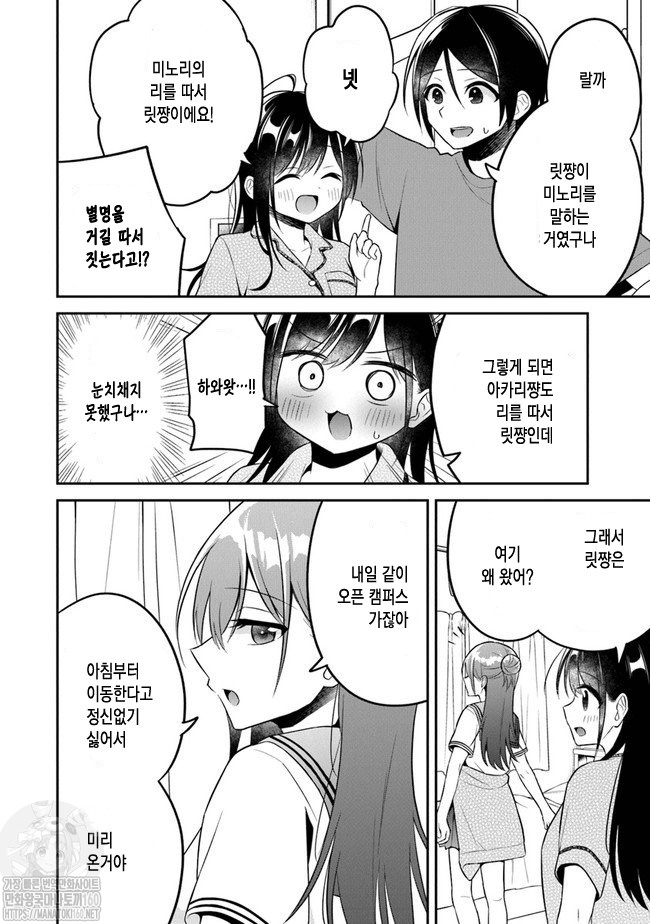 랄까
릿쨩이
미노리를
말하는
거였구나
넷
미노리의
리를 따서
릿쨩이에요!
별명을
거길 따서
짓는다고!?
그렇게 되면
아카리쨩도
리를 따서
릿쨩인데
하와왓…!!
눈치채지
못했구나…
그래서
릿쨩은
여기
왜 왔어?
내일 같이
오픈 캠퍼스
가잖아
아침부터
이동한다고
정신없기
싫어서
미리
온거야
가장 빠른 번역만화사이트
만화왕국마나토끼160
HTTPS://MANATOKI160.NET